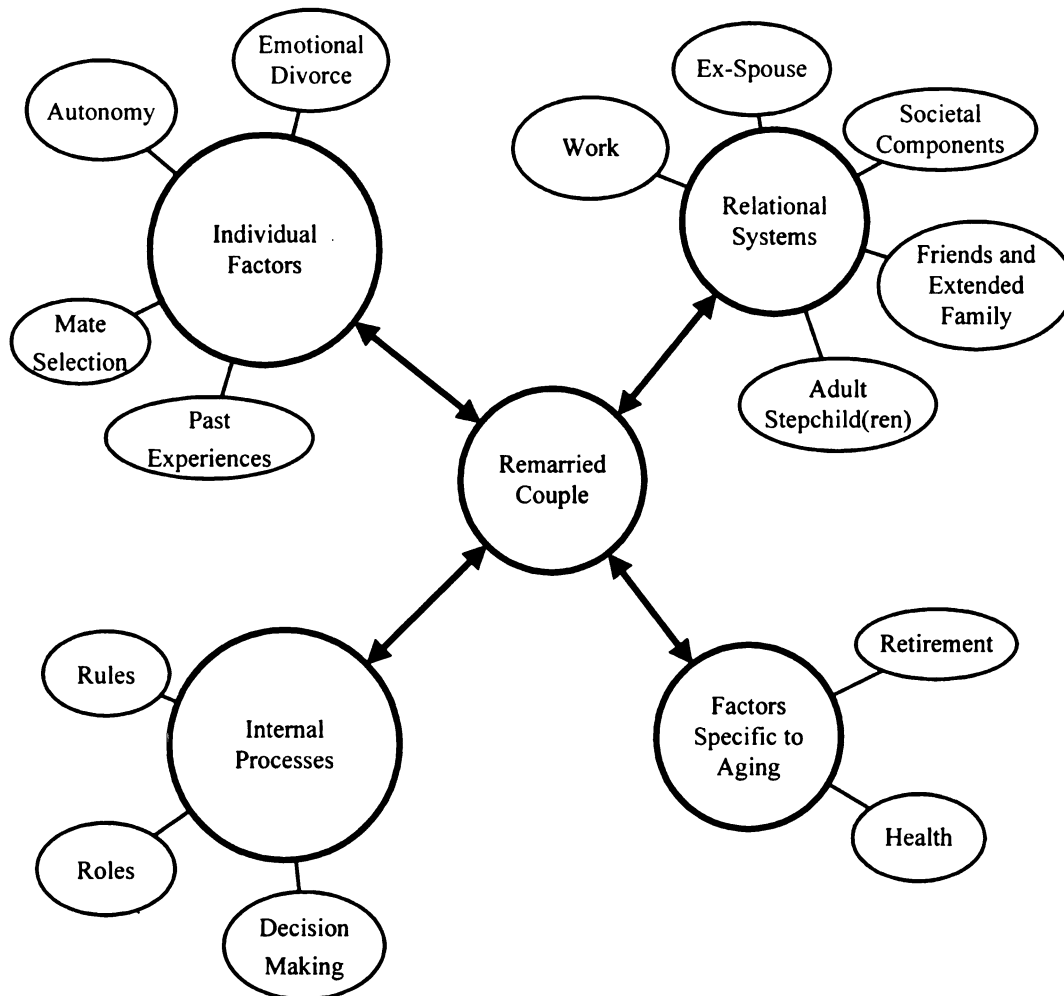 Emotional
Divorce
Autonomy
Individual
Factors
Mate
Selection
Past
Experiences
Ex-Spouse
Societal
Components
Work
Relational
Systems
Friends and
Extended
Family
Adult
Stepchild(ren)
Remarried
Couple
Rules
Internal
Processes
Roles
Decision
Making
Retirement
Factors
Specific to
Aging
Health